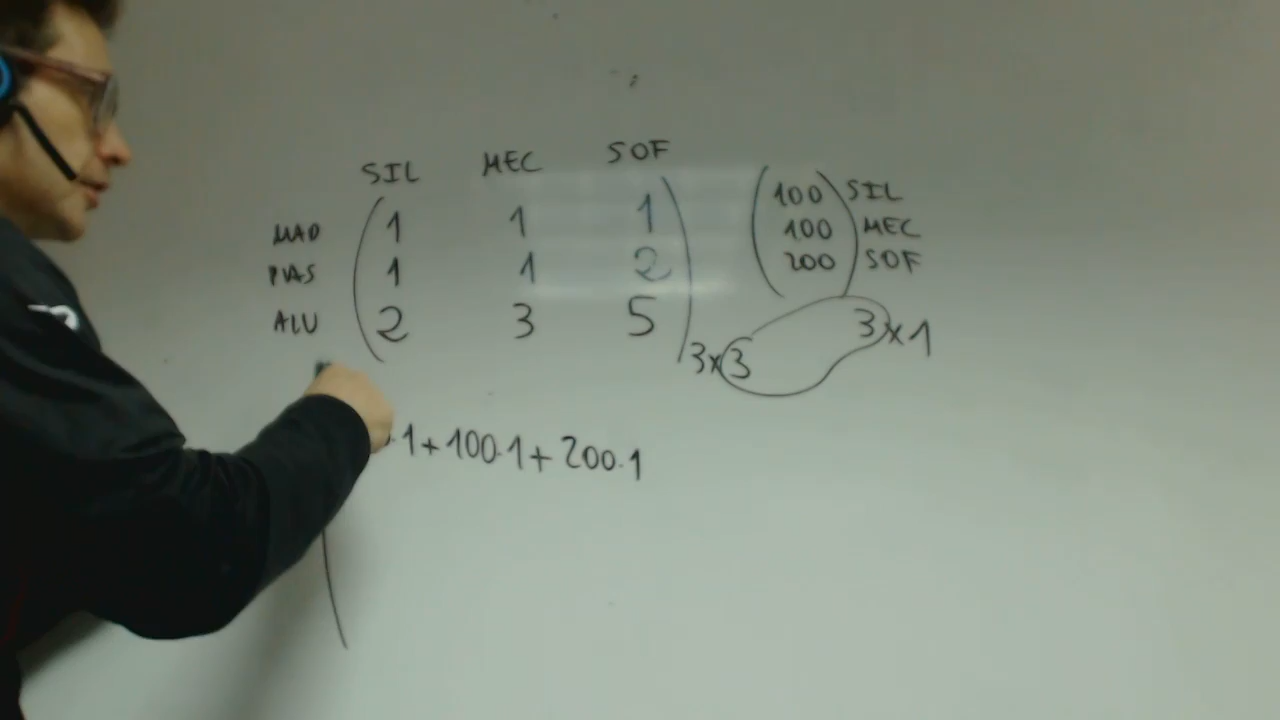 SIL MEC SOF
MAD 1 1 1 100 SIL
PLAS 1 1 2 100 MEC
ALU 2 3 5 200 SOF
3x3 3x1
·1+100·1+200·1